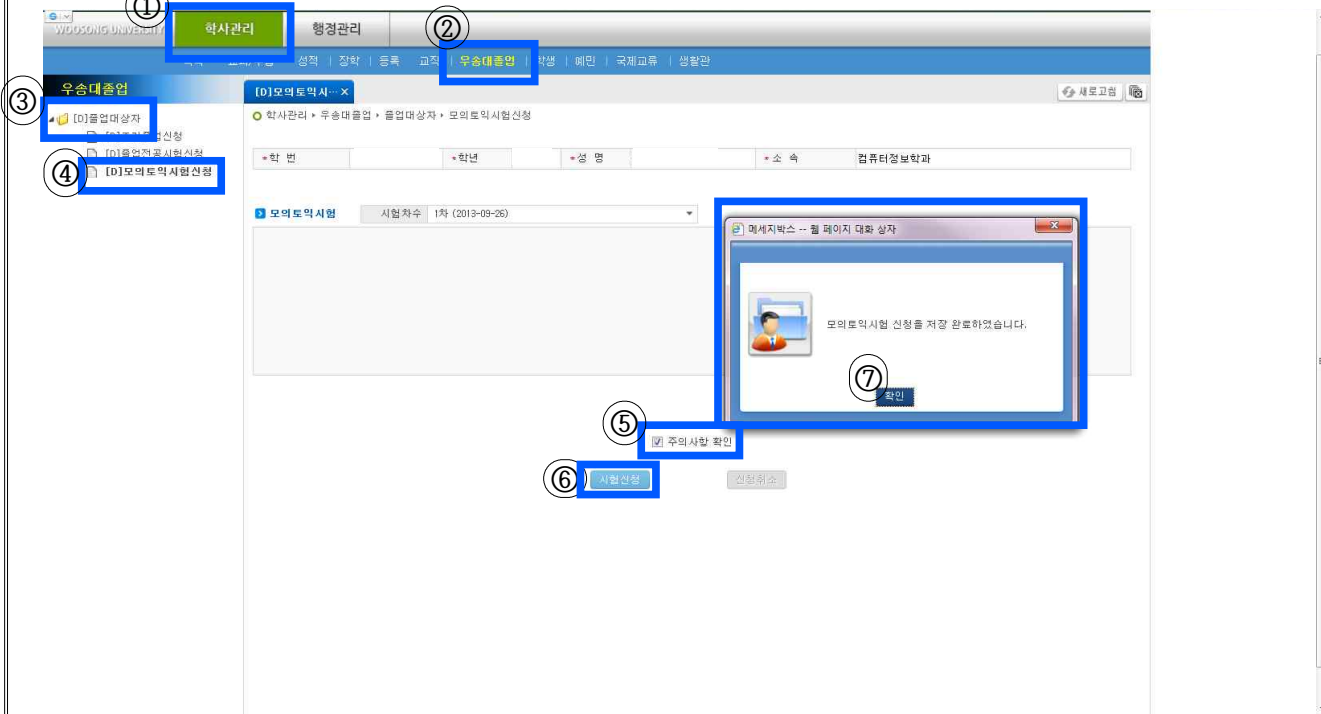 ①
WOOSONG UNIVERSITY 학사관리 행정관리 ②
성적 | 장학 | 등록 교직 | 우송대졸업 | 학생 | 예민 | 국제교류 | 생활관
③ 우송대졸업 [D]모의토익시… × 새로고침
[D]졸업대상자 학사관리 ▸ 우송대졸업 ▸ 졸업대상자 ▸ 모의토익시험신청
[D]조기졸업신청
[D]졸업전공시험신청
④ [D]모의토익시험신청
*학 번 *학년 *성 명 *소 속 컴퓨터정보학과
모의토익시험 시험차수 1차 (2013-09-26)
메세지박스 -- 웹 페이지 대화 상자 x
모의토익시험 신청을 저장 완료하였습니다.
⑦
확인
⑤
주의사항 확인
⑥ 시험신청 신청취소